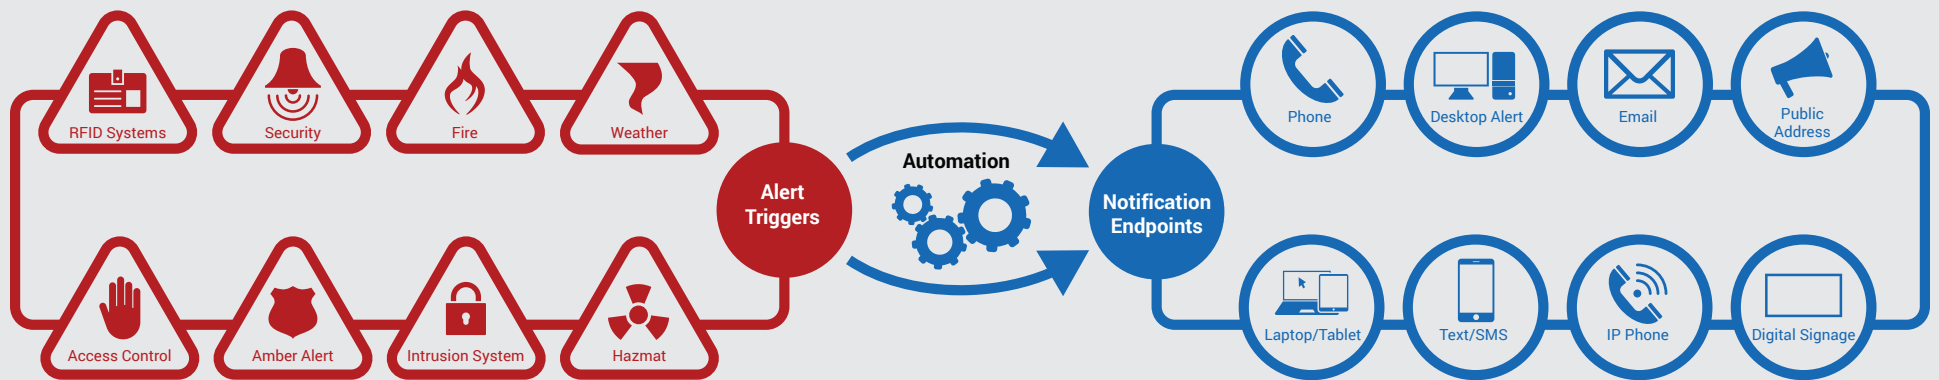 RFID Systems
Security
Fire
Weather
Access Control
Amber Alert
Intrusion System
Hazmat
Alert
Triggers
Automation
Notification
Endpoints
Phone
Desktop Alert
Email
Public
Address
Laptop/Tablet
Text/SMS
IP Phone
Digital Signage